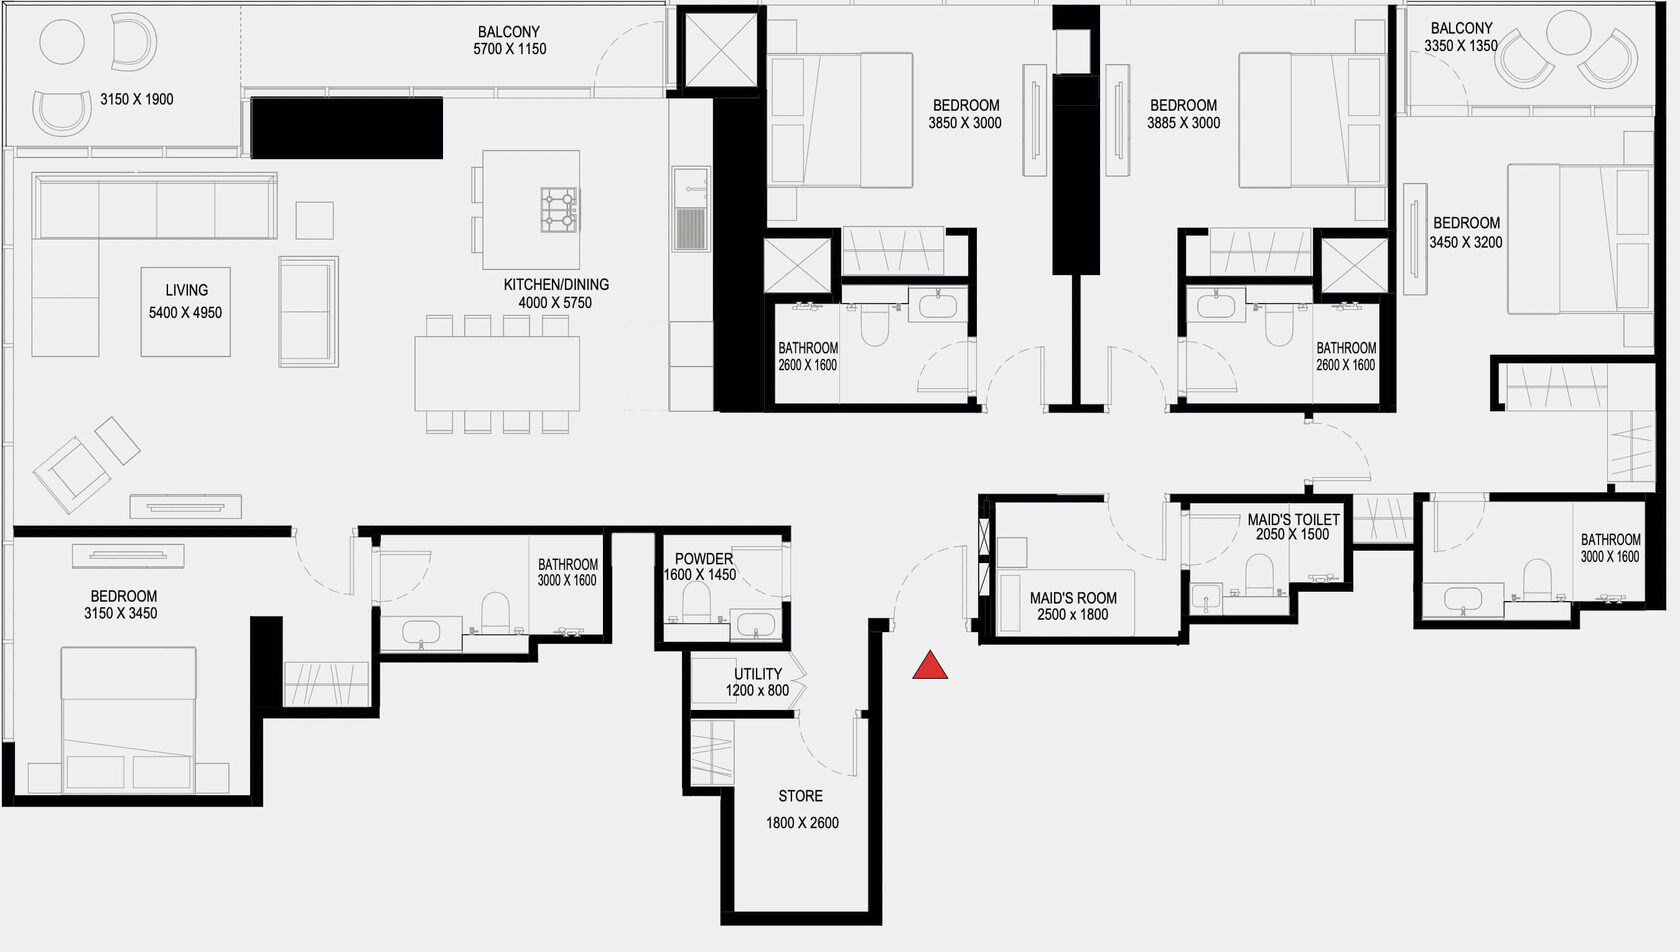 BALCONY
5700 X 1150
3150 X 1900
BALCONY
3350 X 1350
BEDROOM
3850 X 3000
BEDROOM
3885 X 3000
BEDROOM
3450 X 3200
LIVING
5400 X 4950
KITCHEN/DINING
4000 X 5750
BATHROOM
2600 X 1600
BATHROOM
2600 X 1600
BEDROOM
3150 X 3450
BATHROOM
3000 X 1600
POWDER
1600 X 1450
MAID'S ROOM
2500 x 1800
MAID'S TOILET
2050 X 1500
BATHROOM
3000 X 1600
UTILITY
1200 x 800
STORE
1800 X 2600